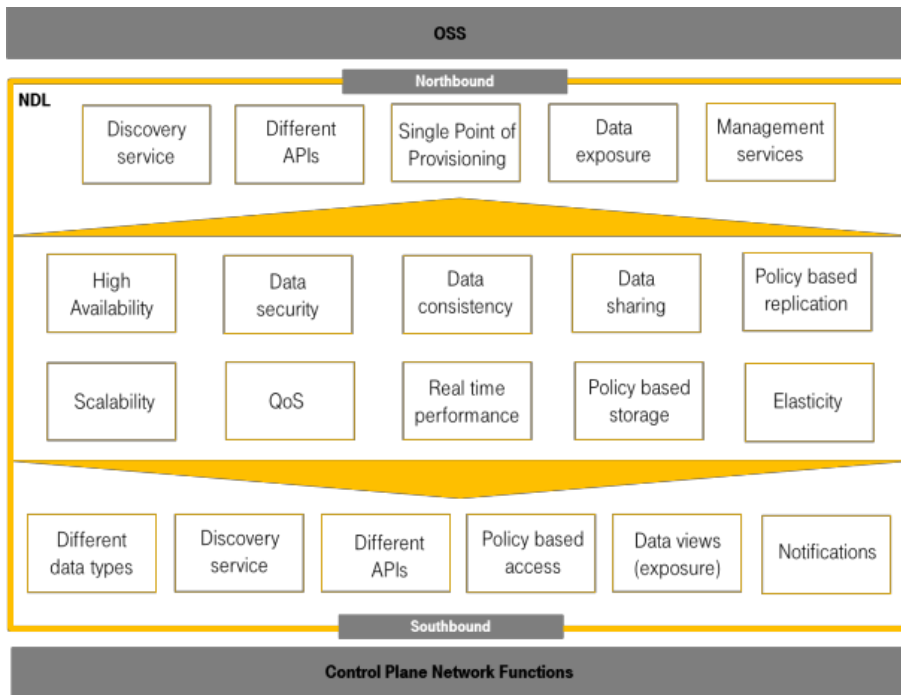 OSS
Northbound
NDL
Discovery
service
Different
APIs
Single Point of
Provisioning
Data
exposure
Management
services
High
Availability
Data
security
Data
consistency
Data
sharing
Policy based
replication
Scalability
QoS
Real time
performance
Policy based
storage
Elasticity
Different
data types
Discovery
service
Different
APIs
Policy based
access
Data views
(exposure)
Notifications
Southbound
Control Plane Network Functions